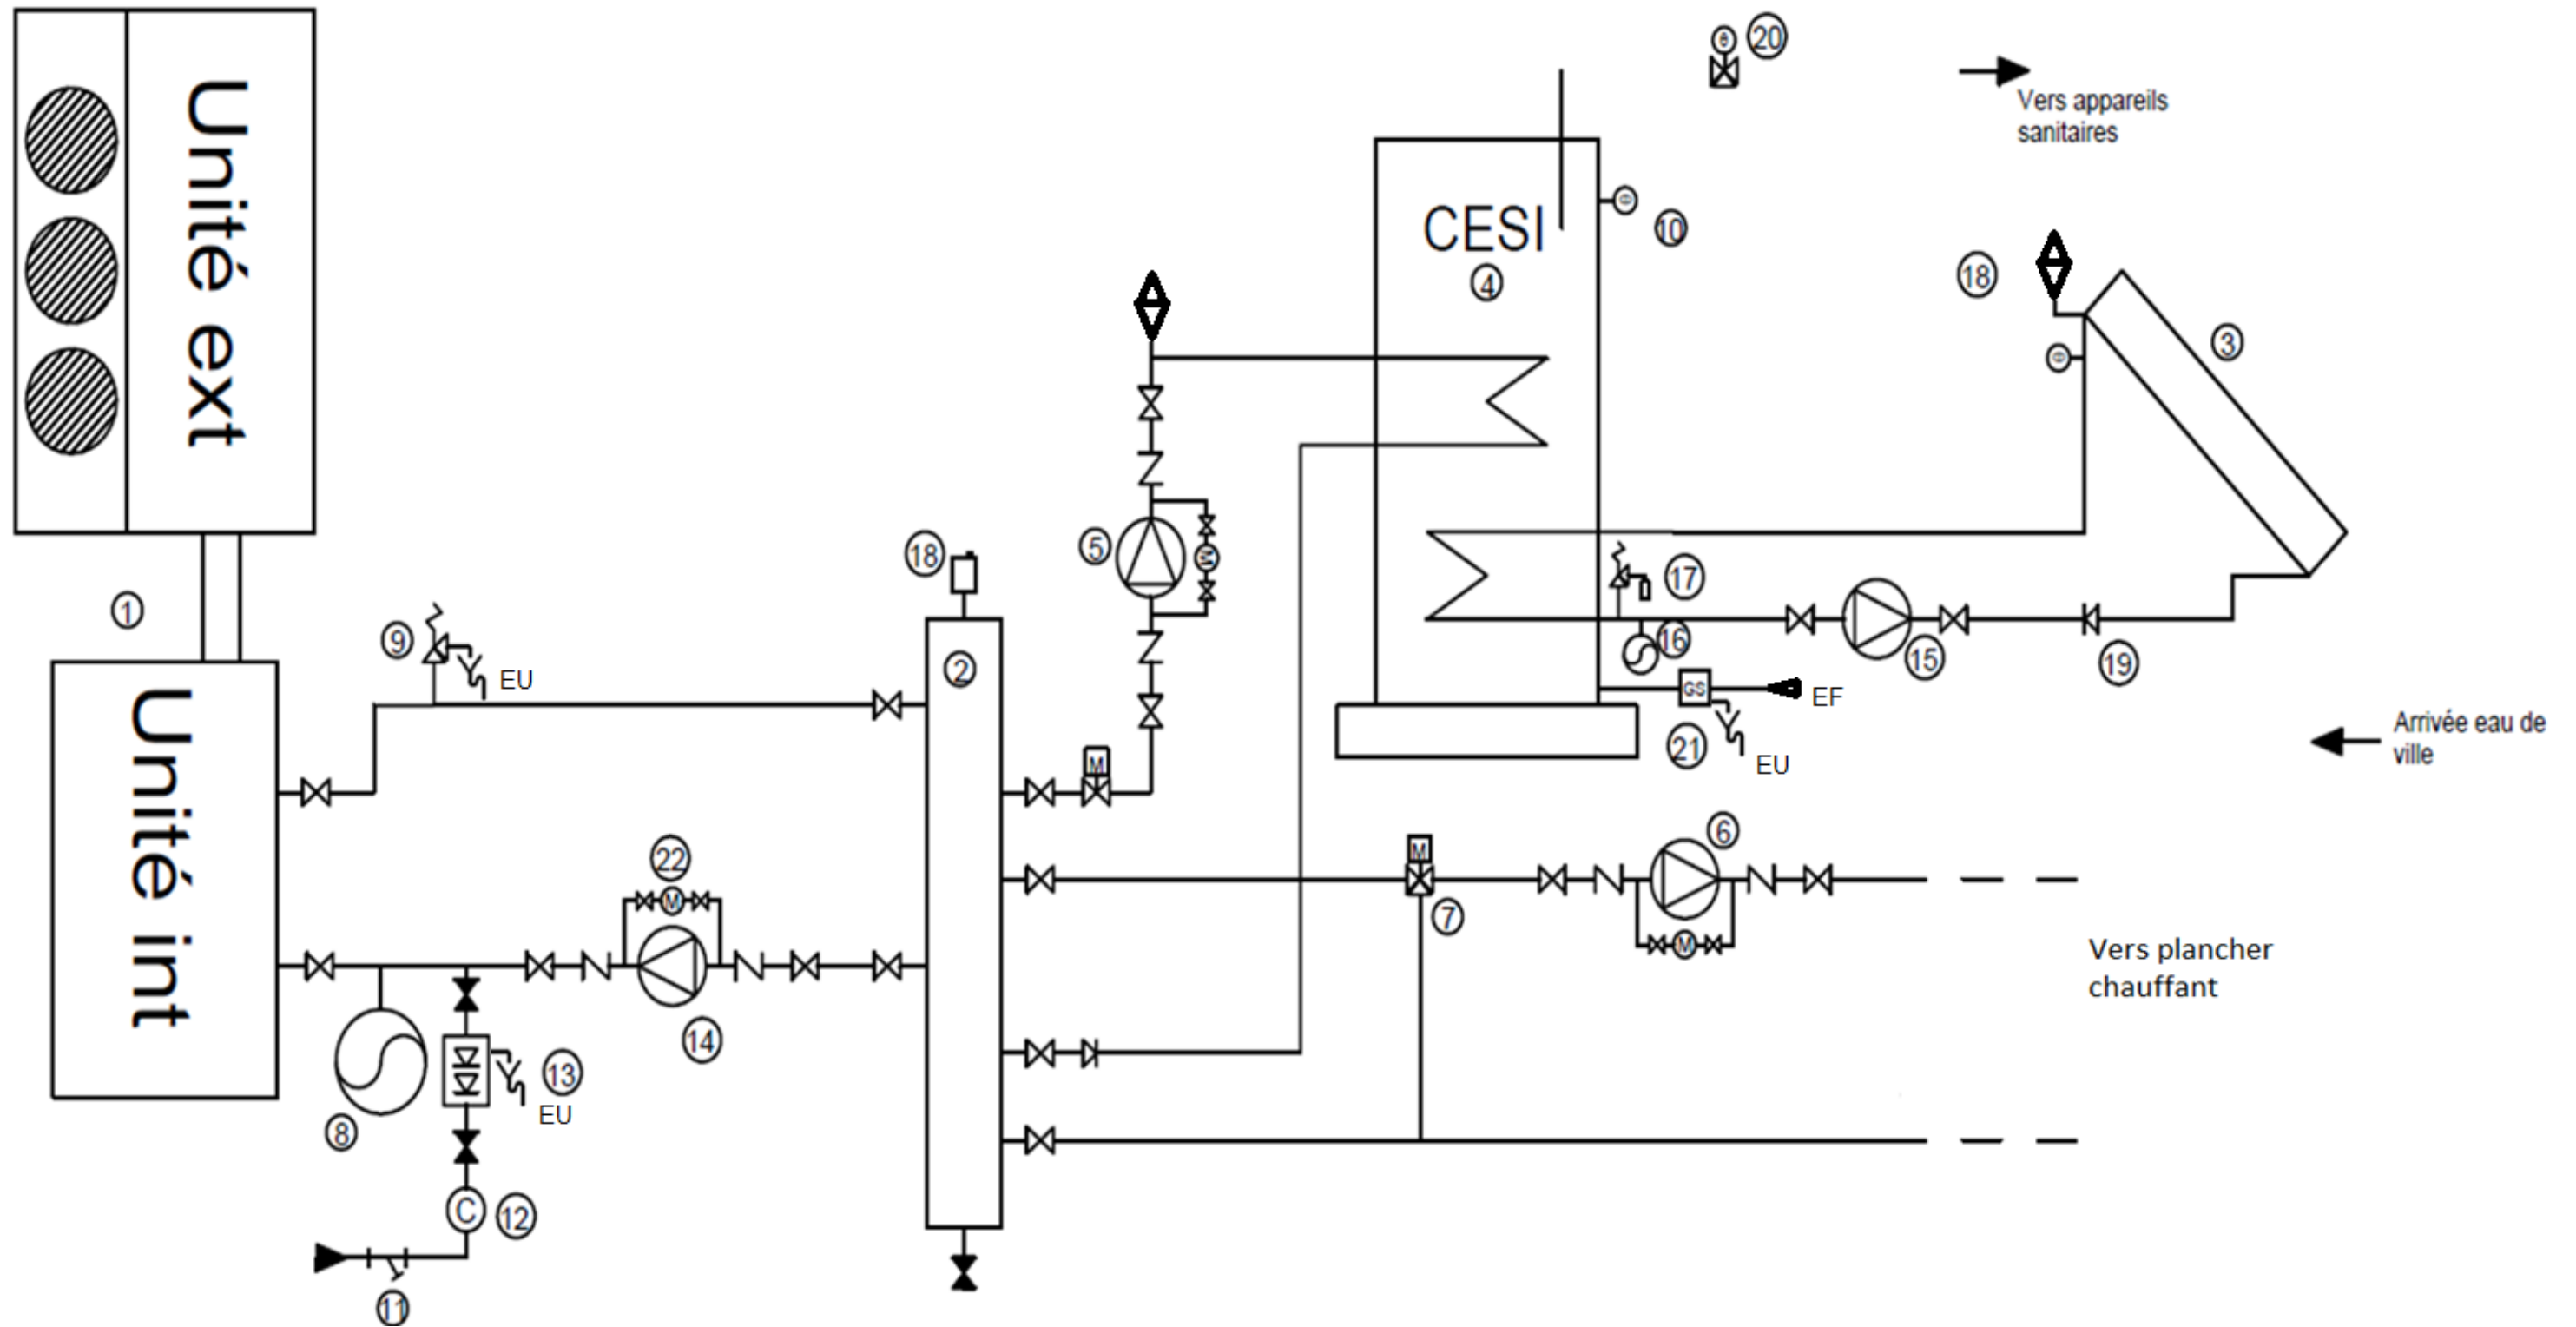 Unité ext
20
Vers appareils
sanitaires
θ
CESI
4
θ
10
18
3
θ
5
M
18
1
17
9
EU
2
16
15
19
GS
EF
21
EU
Arrivée eau de
ville
Unité int
M
22
M
14
M
7
6
M
Vers plancher
chauffant
8
13
EU
C
12
11